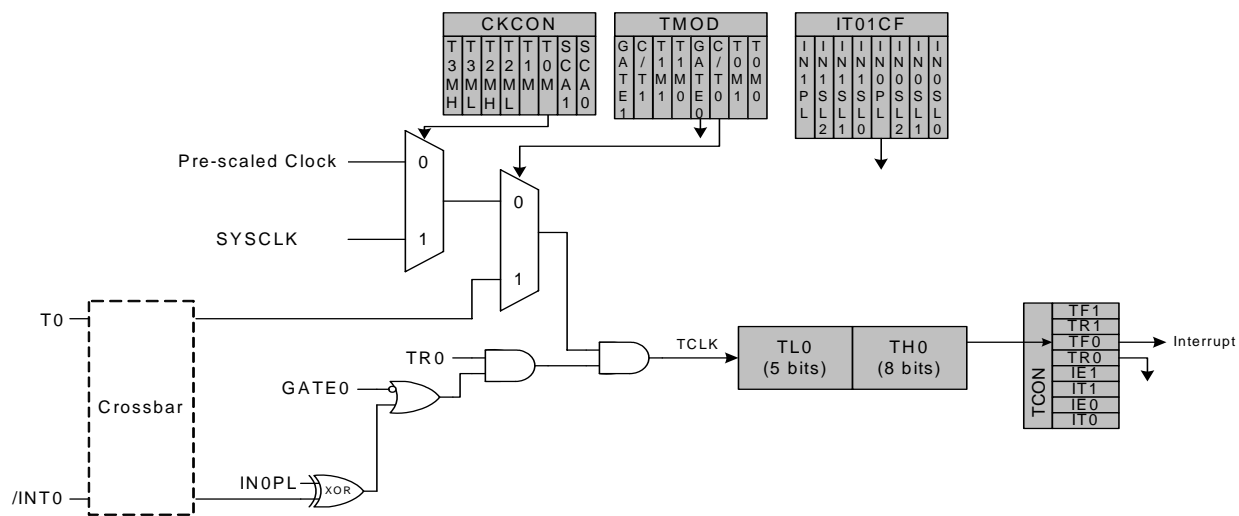 CKCON
T3MH T3ML T2MH T2ML T1M T0M SCA1 SCA0
TMOD
GATE1 C/T1 T1M1 T1M0 GATE0 C/T0 T0M1 T0M0
IT01CF
IN1PL IN1SL2 IN1SL1 IN1SL0 IN0PL IN0SL2 IN0SL1 IN0SL0
Pre-scaled Clock
0
0
SYSCLK
1
1
T0
Crossbar
/INT0
TR0
GATE0
IN0PL
XOR
TCLK
TL0
(5 bits)
TH0
(8 bits)
TCON
TF1
TR1
TF0
TR0
IE1
IT1
IE0
IT0
Interrupt